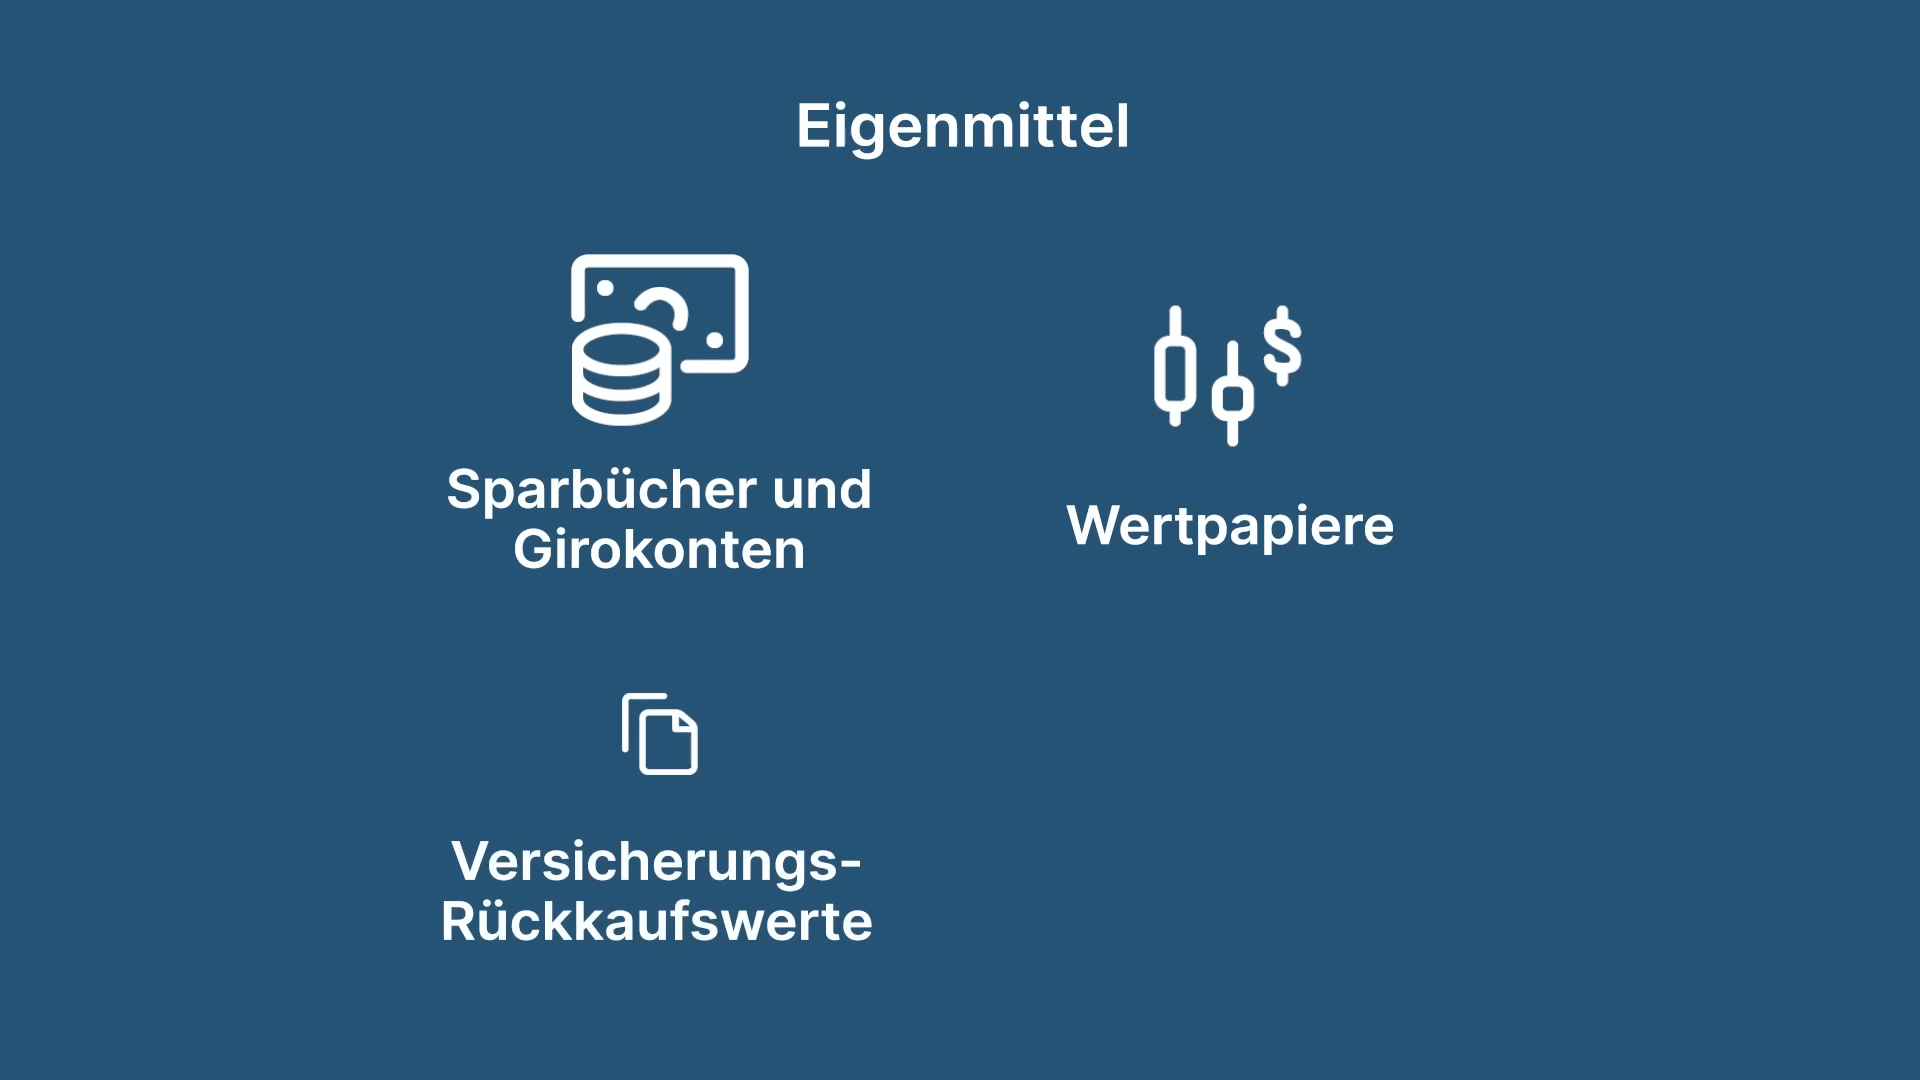 Eigenmittel
Sparbücher und
Girokonten
$
Wertpapiere
Versicherungs-
Rückkaufswerte